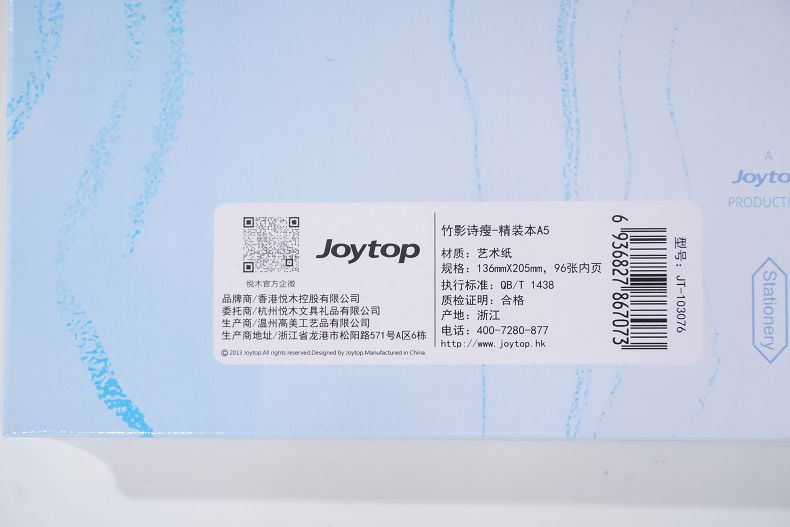 Joytop
悦木官方企微
品牌商/香港悦木控股有限公司
委托商/杭州悦木文具礼品有限公司
生产商/温州高美工艺品有限公司
生产商地址/浙江省龙港市松阳路571号A区6栋
© 2013 Joytop.All rights reserved.Designed by Joytop.Manufactured in China.
竹影诗瘦-精装本A5
材质：艺术纸
规格：136mmX205mm，96张内页
执行标准：QB/T 1438
质检证明：合格
产地：浙江
电话：400-7280-877
http://www.joytop.hk
6 936827 867073
型号：JT-103076
A
Joyto
PRODUCT
Stationery